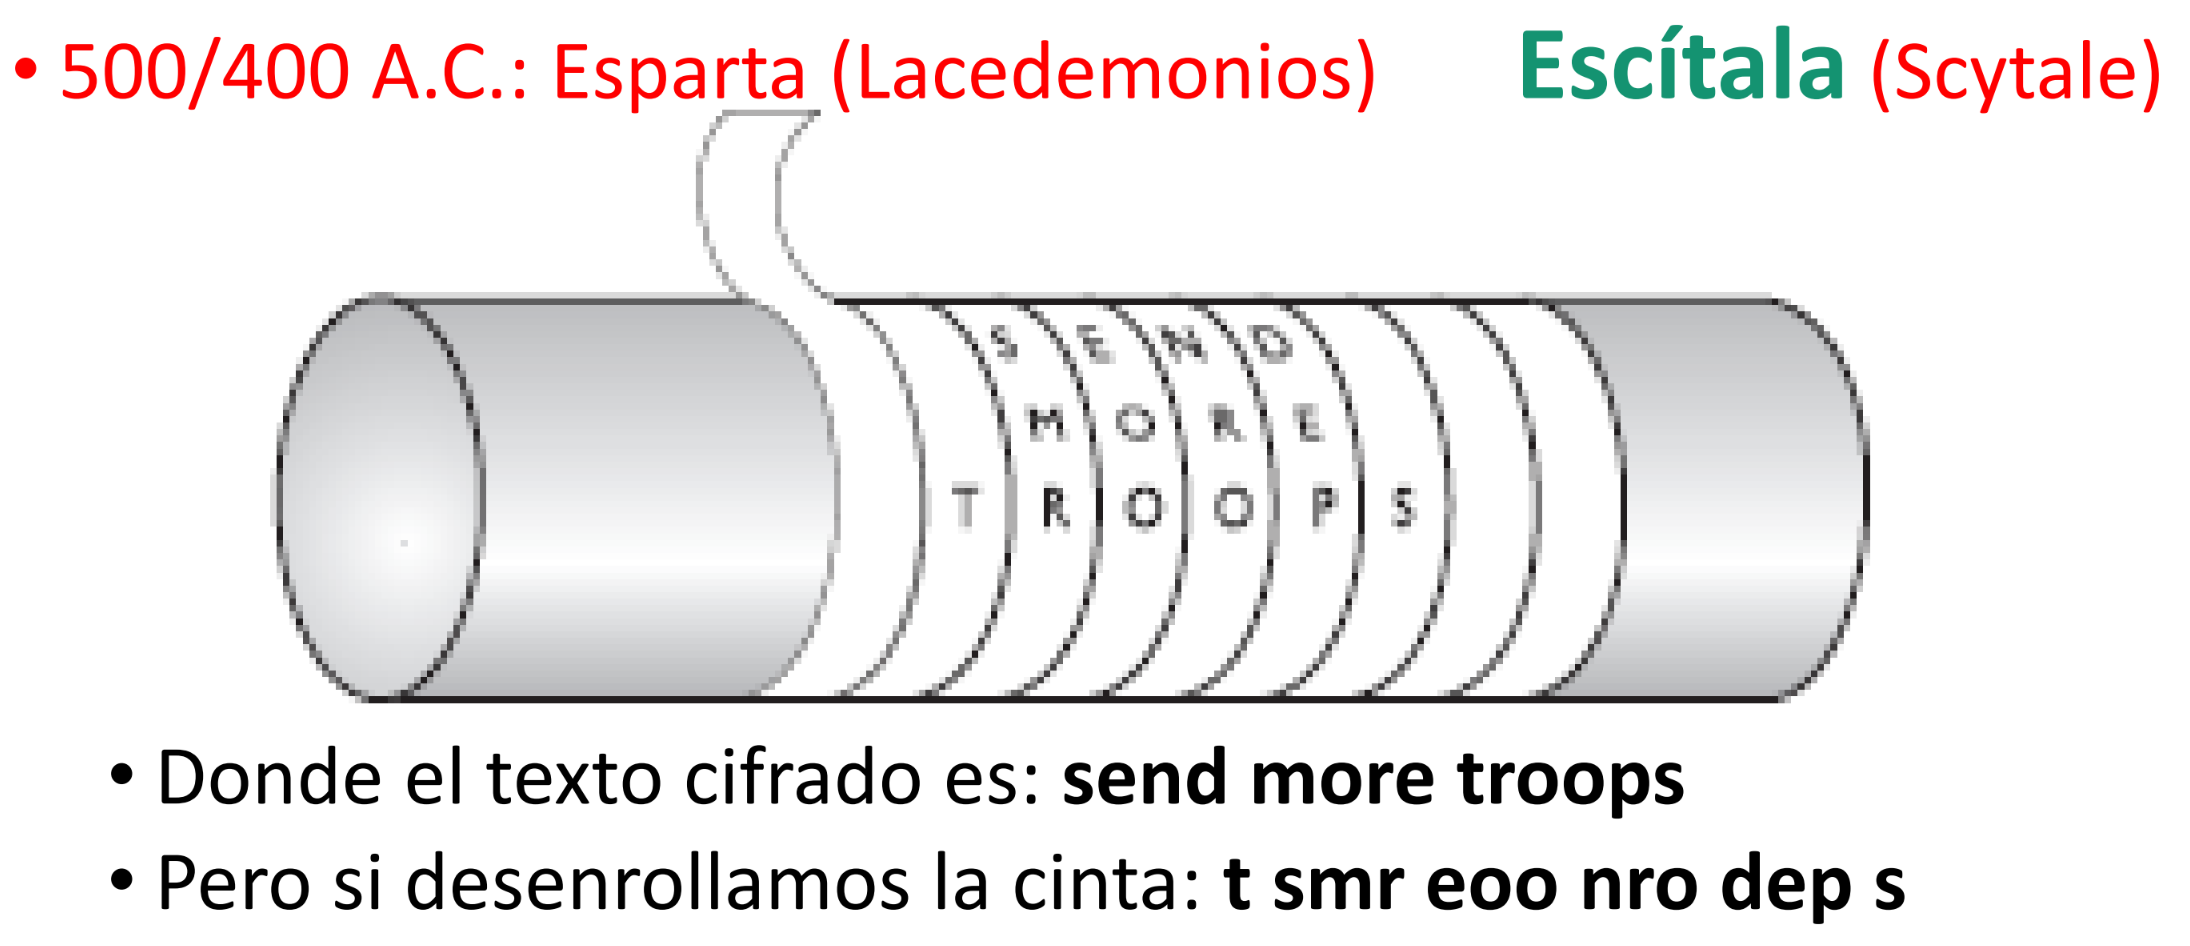 • 500/400 A.C.: Esparta (Lacedemonios) Escítala (Scytale)
S E N D
M O R E
T R O O P S
• Donde el texto cifrado es: send more troops
• Pero si desenrollamos la cinta: t smr eoo nro dep s